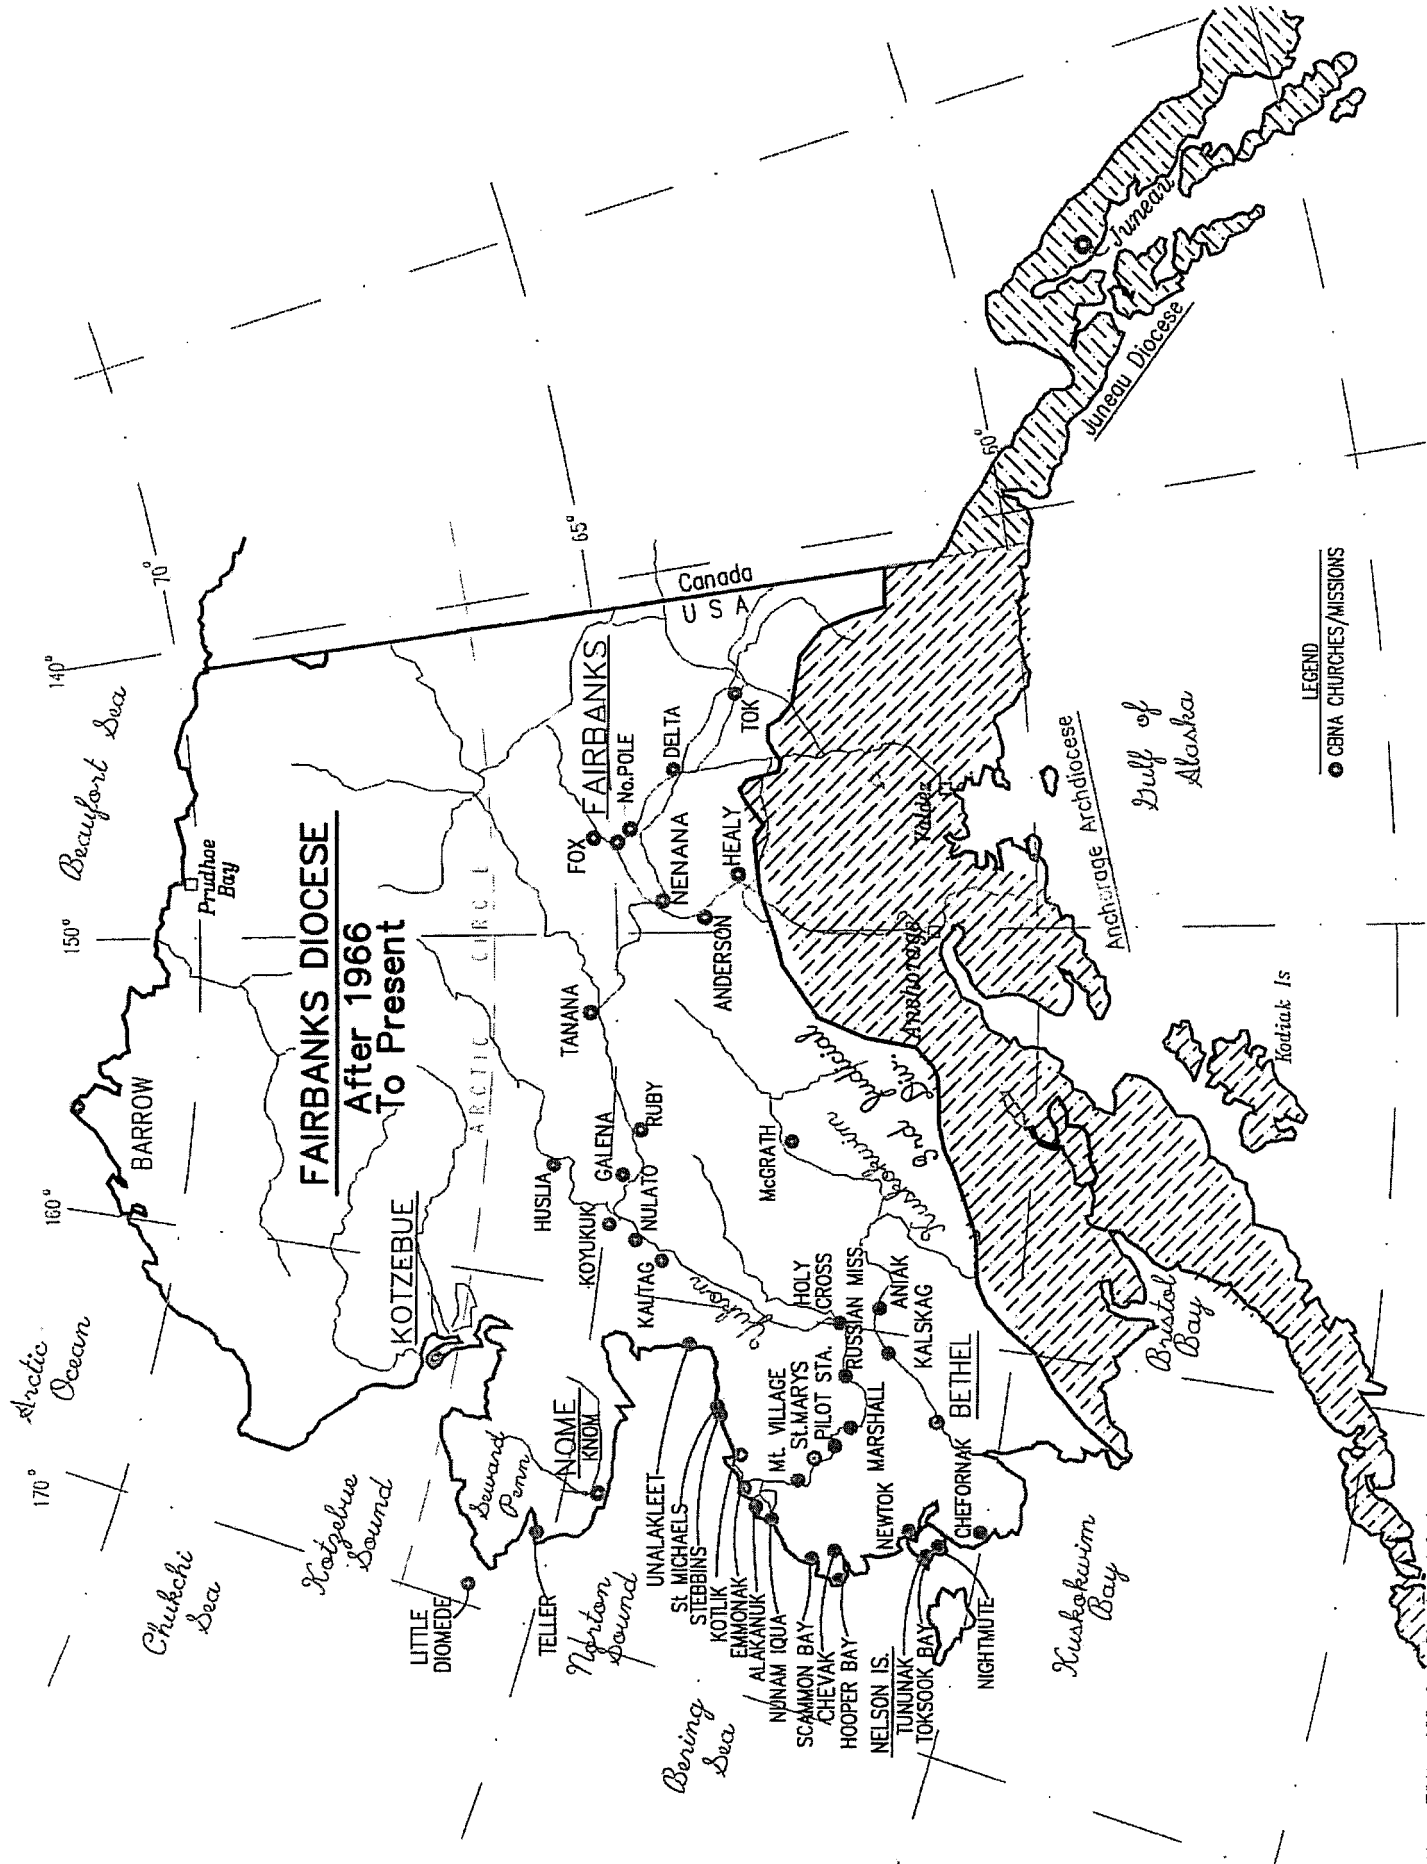 FAIRBANKS DIOCESE
After 1966
To Present
Arctic
Ocean
Chukchi
Sea
Beaufort Sea
Kotzebue
Sound
Norton
Sound
Bering
Sea
Kuskokwim
Bay
Bristol
Bay
Gulf of
Alaska
Kodiak Is
170°
160°
150°
140°
70°
65°
60°
ARCTIC CIRCLE
Canada
USA
BARROW
Prudhoe
Bay
KOTZEBUE
Seward
Penn
NOME
KNOM
LITTLE
DIOMEDE
TELLER
HUSLIA
KOYUKUK
GALENA
NULATO
KALTAG
RUBY
TANANA
FOX
FAIRBANKS
No.POLE
DELTA
TOK
NENANA
HEALY
ANDERSON
McGRATH
Yukon
Kuskokwim
and
Judicial
Div.
HOLY
CROSS
RUSSIAN MISS.
ANIAK
KALSKAG
BETHEL
UNALAKLEET
St MICHAELS
STEBBINS
KOTLIK
EMMONAK
ALAKANUK
NUNAM IQUA
SCAMMON BAY
CHEVAK
HOOPER BAY
NELSON IS.
TUNUNAK
TOKSOOK BAY
NIGHTMUTE
Mt. VILLAGE
St.MARYS
PILOT STA.
MARSHALL
NEWTOK
CHEFORNAK
Anchorage
Valdez
Anchorage Archdiocese
Juneau
Juneau Diocese
LEGEND
CBNA CHURCHES/MISSIONS